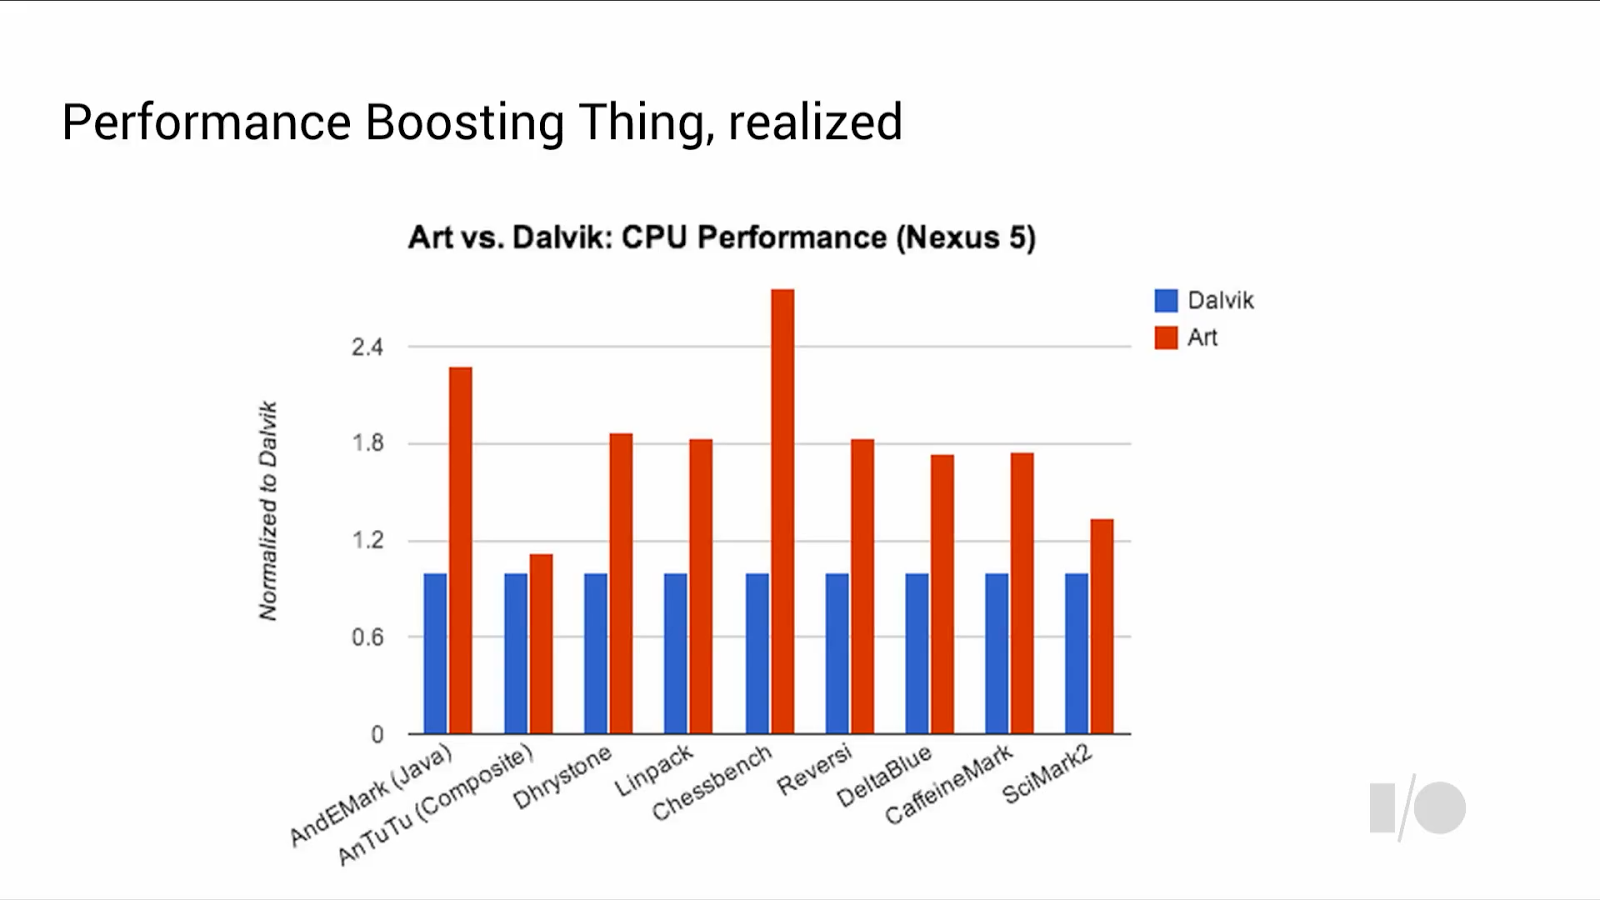 Performance Boosting Thing, realized
Art vs. Dalvik: CPU Performance (Nexus 5)
Dalvik
Art
Normalized to Dalvik
2.4
1.8
1.2
0.6
0
AndEMark (Java)
AnTuTu (Composite)
Dhrystone
Linpack
Chessbench
Reversi
DeltaBlue
CaffeineMark
SciMark2
I/O